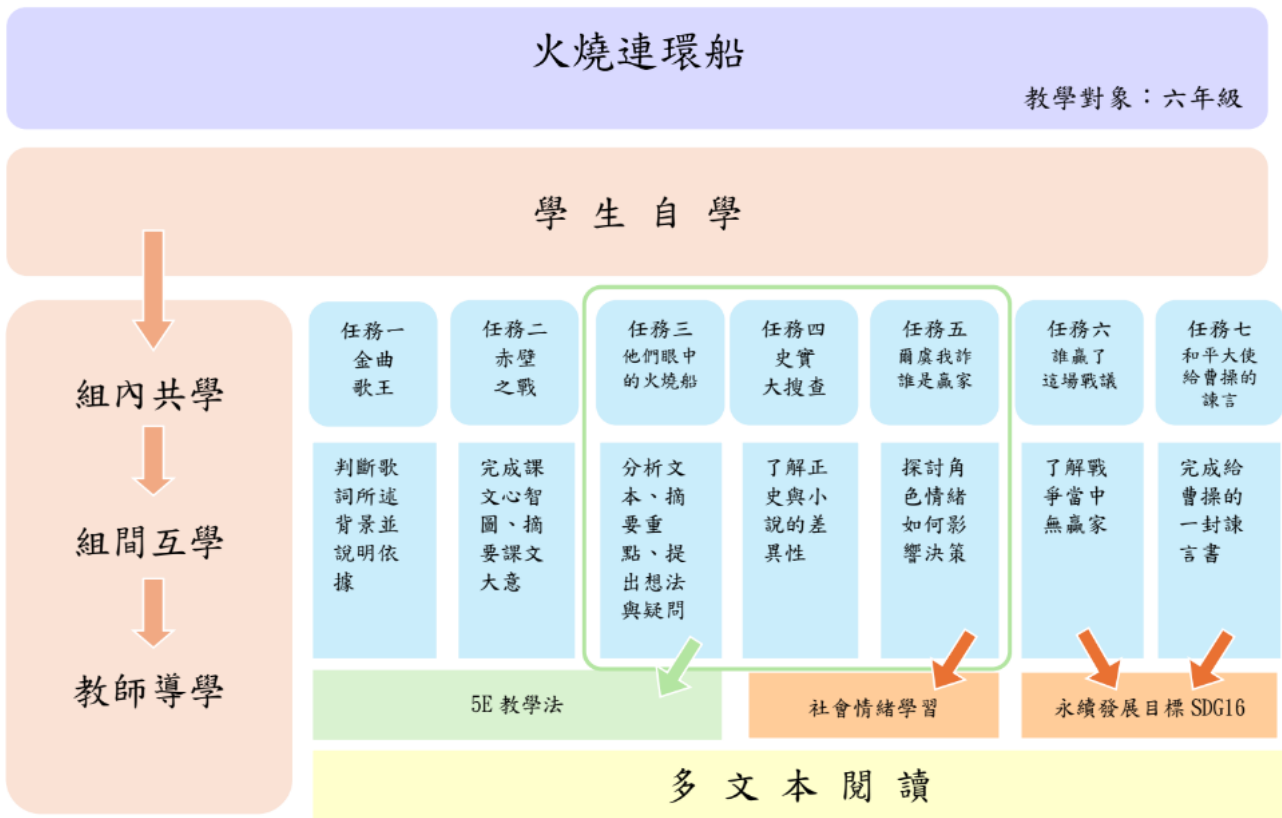 火燒連環船
教學對象：六年級
學生自學
組內共學
組間互學
教師導學
任務一
金曲
歌王
判斷歌
詞所述
背景並
說明依
據
任務二
赤壁
之戰
完成課
文心智
圖、摘
要課文
大意
任務三
他們眼中
的火燒船
分析文
本、摘
要重
點、提
出想法
與疑問
任務四
史實
大搜查
了解正
史與小
說的差
異性
任務五
爾虞我詐
誰是贏家
探討角
色情緒
如何影
響決策
任務六
誰贏了
這場戰議
了解戰
爭當中
無贏家
任務七
和平大使
給曹操的
諫言
完成給
曹操的
一封諫
言書
5E 教學法
社會情緒學習
永續發展目標 SDG16
多文本閱讀